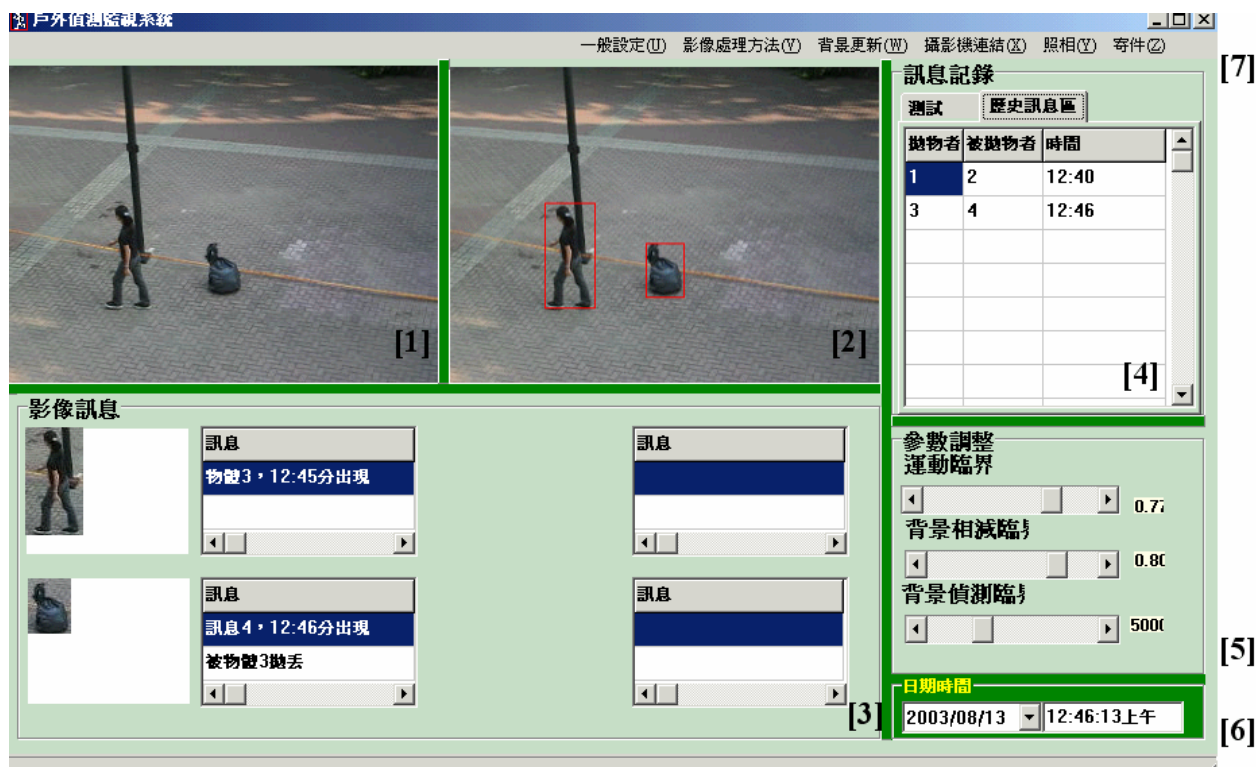 戶外偵測監視系統
一般設定(U) 影像處理方法(V) 背景更新(W) 攝影機連結(X) 照相(Y) 寄件(Z)
[7]
[1]
[2]
訊息記錄
測試 歷史訊息區
拋物者 被拋物者 時間
1 2 12:40
3 4 12:46
[4]
影像訊息
訊息
物體3，12:45分出現
訊息
訊息
訊息4，12:46分出現
被物體3拋丟
訊息
[3]
參數調整
運動臨界
0.77
背景相減臨界
0.80
背景偵測臨界
5000
[5]
日期時間
2003/08/13 12:46:13上午
[6]